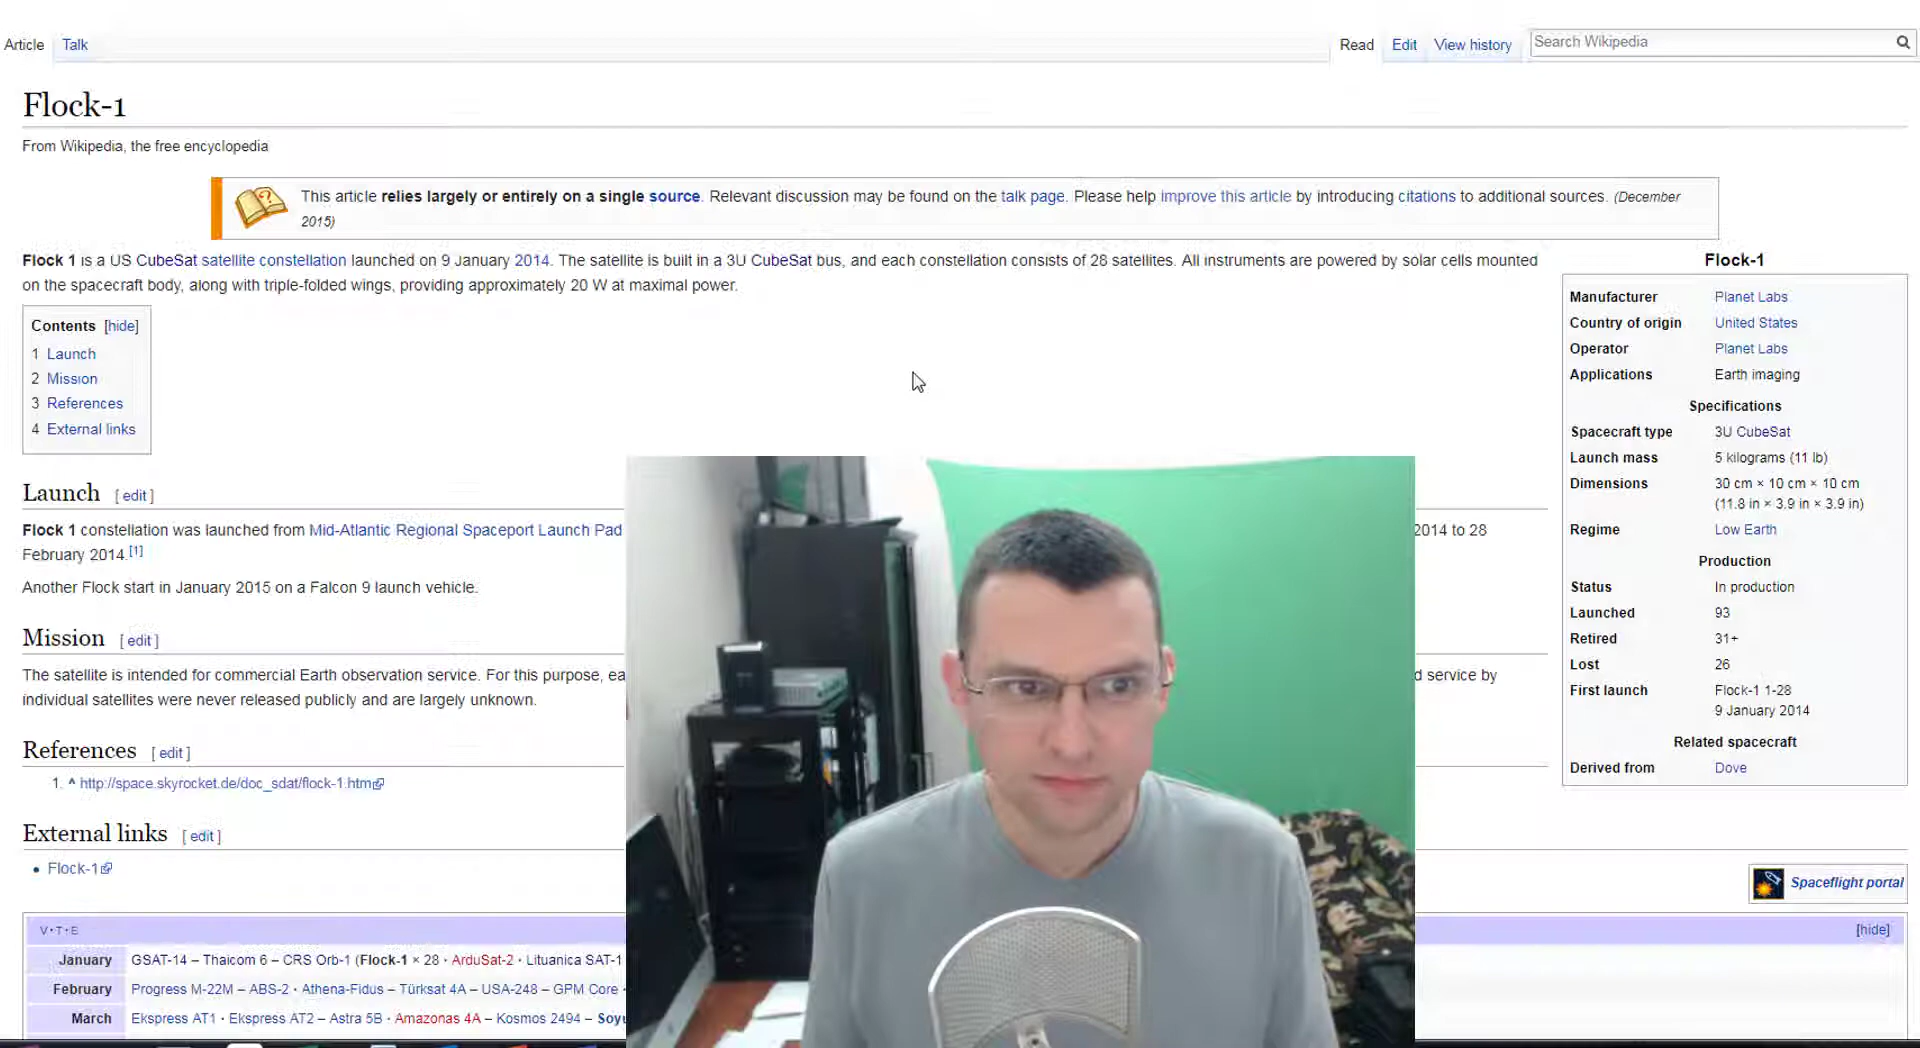 Article Talk Read Edit View history Search Wikipedia
Flock-1
From Wikipedia, the free encyclopedia
This article relies largely or entirely on a single source. Relevant discussion may be found on the talk page. Please help improve this article by introducing citations to additional sources. (December
2015)
Flock 1 is a US CubeSat satellite constellation launched on 9 January 2014. The satellite is built in a 3U CubeSat bus, and each constellation consists of 28 satellites. All instruments are powered by solar cells mounted
on the spacecraft body, along with triple-folded wings, providing approximately 20 W at maximal power.
Contents [hide]
1 Launch
2 Mission
3 References
4 External links
Launch [ edit ]
Flock 1 constellation was launched from Mid-Atlantic Regional Spaceport Launch Pad 2014 to 28
February 2014.[1]
Another Flock start in January 2015 on a Falcon 9 launch vehicle.
Mission [ edit ]
The satellite is intended for commercial Earth observation service. For this purpose, ea d service by
individual satellites were never released publicly and are largely unknown.
References [ edit ]
1. ^ http://space.skyrocket.de/doc_sdat/flock-1.htm
External links [ edit ]
• Flock-1
Flock-1
Manufacturer Planet Labs
Country of origin United States
Operator Planet Labs
Applications Earth imaging
Specifications
Spacecraft type 3U CubeSat
Launch mass 5 kilograms (11 lb)
Dimensions 30 cm × 10 cm × 10 cm
(11.8 in × 3.9 in × 3.9 in)
Regime Low Earth
Production
Status In production
Launched 93
Retired 31+
Lost 26
First launch Flock-1 1-28
9 January 2014
Related spacecraft
Derived from Dove
Spaceflight portal
V·T·E [hide]
January GSAT-14 – Thaicom 6 – CRS Orb-1 (Flock-1 × 28 · ArduSat-2 · Lituanica SAT-1
February Progress M-22M – ABS-2 · Athena-Fidus – Türksat 4A – USA-248 – GPM Core ·
March Ekspress AT1 · Ekspress AT2 – Astra 5B · Amazonas 4A – Kosmos 2494 – Soyu